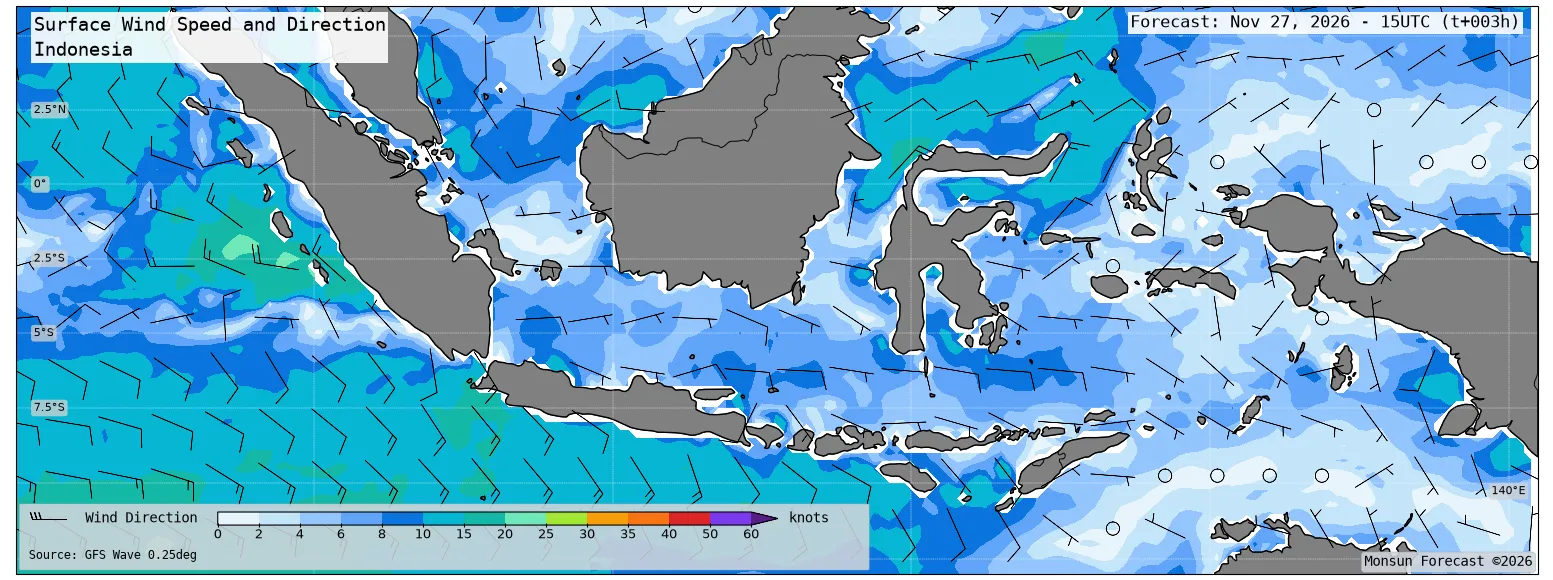 Surface Wind Speed and Direction
Indonesia
Forecast: Nov 27, 2026 - 15UTC (t+003h)
2.5°N
0°
2.5°S
5°S
7.5°S
140°E
Wind Direction
0 2 4 6 8 10 15 20 25 30 35 40 50 60
knots
Source: GFS Wave 0.25deg
Monsun Forecast ©2026